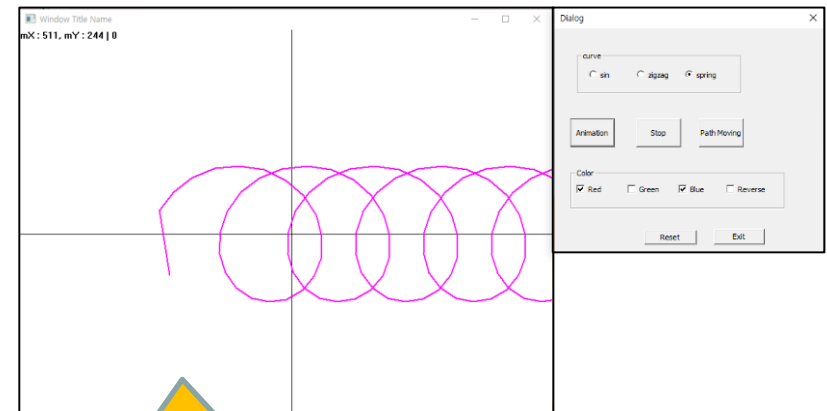 Window Title Name
mX : 511, mY : 244 | 0
Dialog
curve
sin zigzag spring
Animation Stop Path Moving
Color
Red Green Blue Reverse
Reset Exit